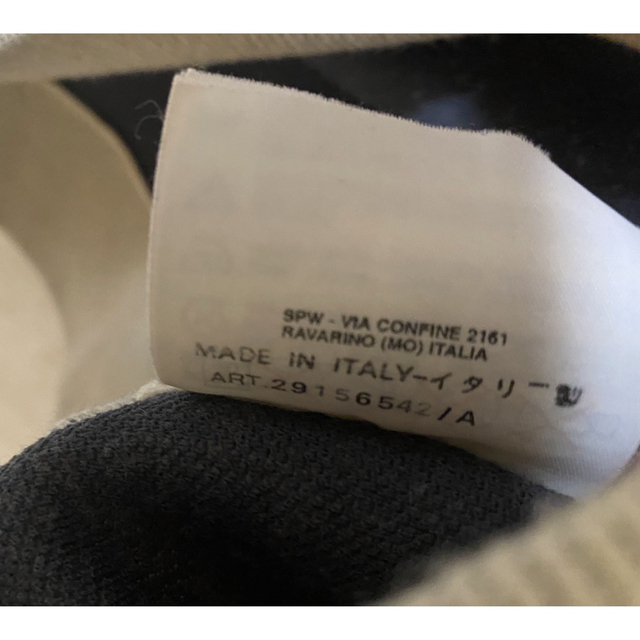 SPW - VIA CONFINE 2161
RAVARINO (MO) ITALIA
MADE IN ITALY-イタリー製
ART.29156542/A